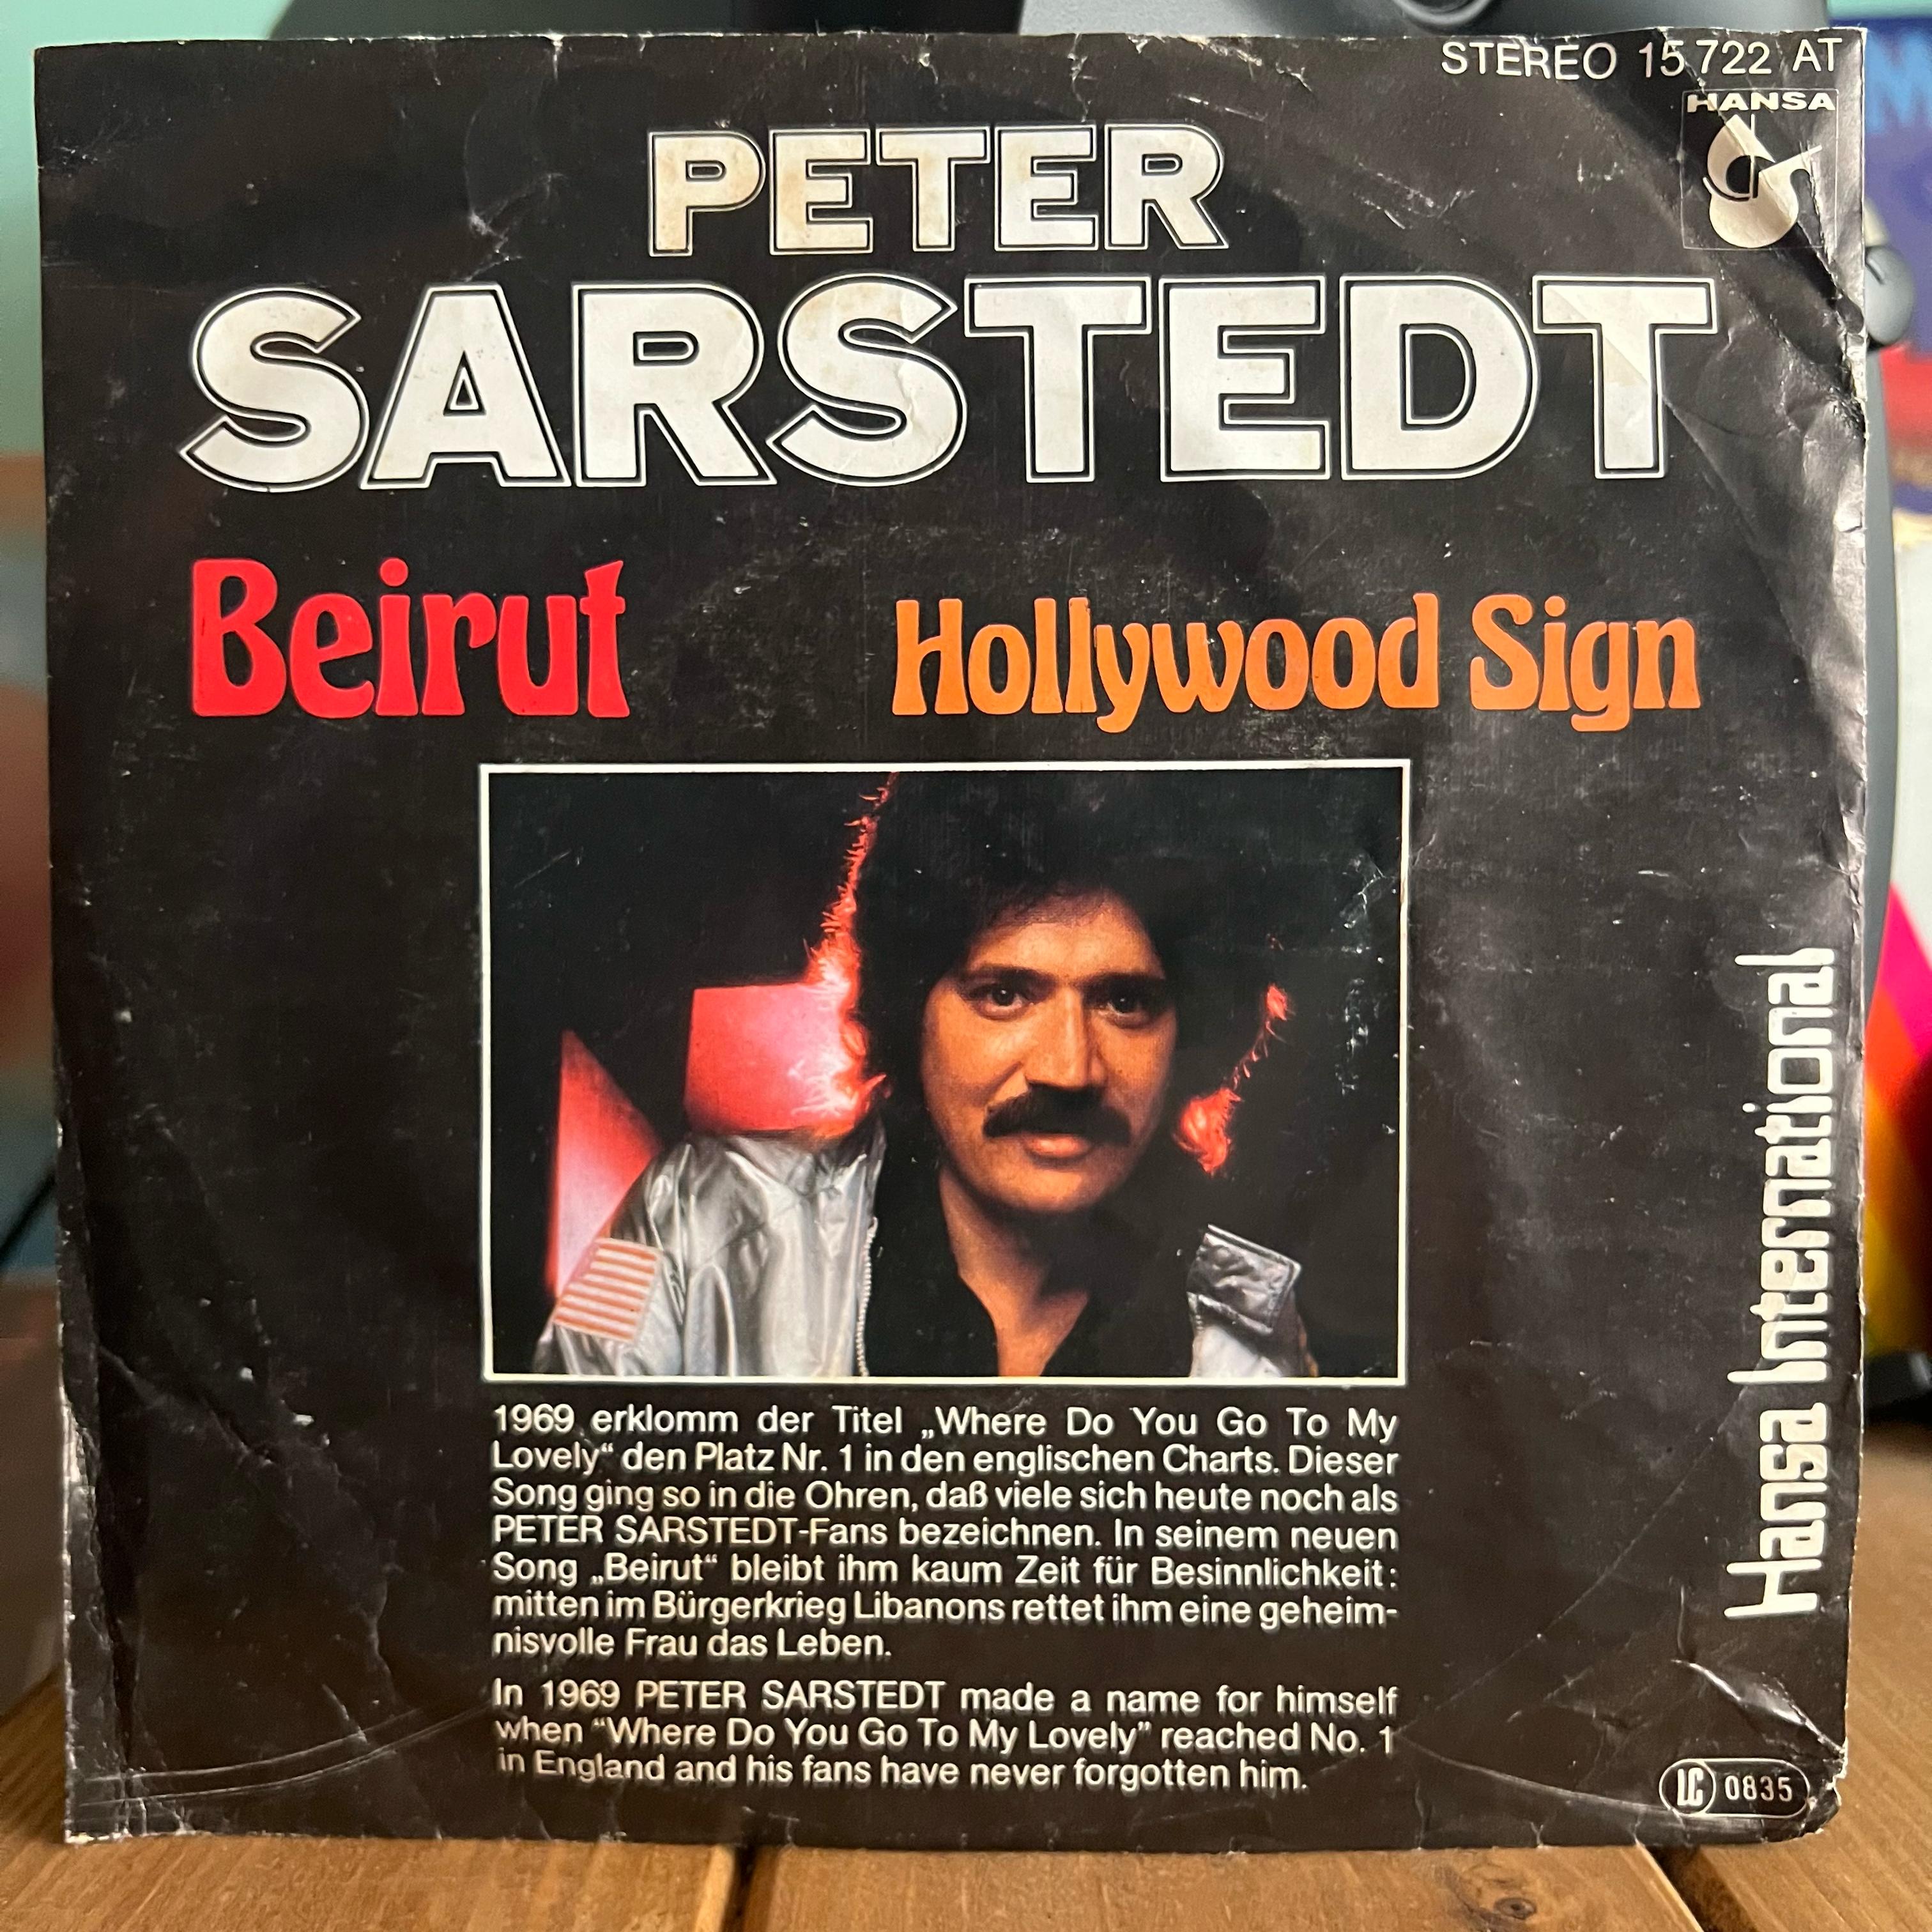 STEREO 15 722 AT
HANSA
PETER
SARSTEDT
Beirut
Hollywood Sign
1969 erklomm der Titel „Where Do You Go To My
Lovely“ den Platz Nr. 1 in den englischen Charts. Dieser
Song ging so in die Ohren, daß viele sich heute noch als
PETER SARSTEDT-Fans bezeichnen. In seinem neuen
Song „Beirut“ bleibt ihm kaum Zeit für Besinnlichkeit:
mitten im Bürgerkrieg Libanons rettet ihm eine geheim-
nisvolle Frau das Leben.
In 1969 PETER SARSTEDT made a name for himself
when “Where Do You Go To My Lovely” reached No. 1
in England and his fans have never forgotten him.
Hansa International
LC 0835